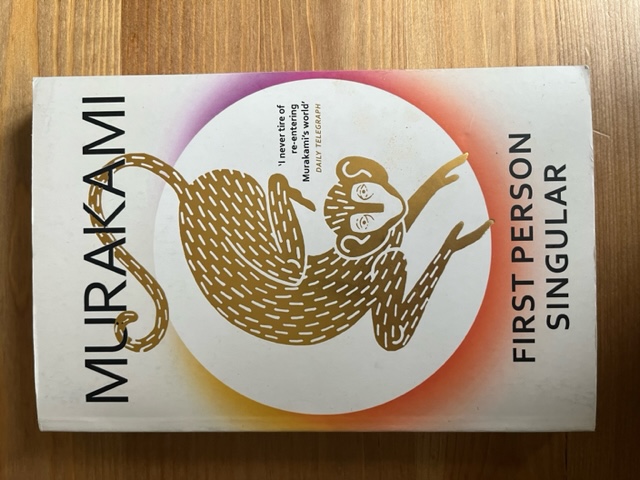 MURAKAMI
'I never tire of
re-entering
Murakami's world'
DAILY TELEGRAPH
FIRST PERSON
SINGULAR